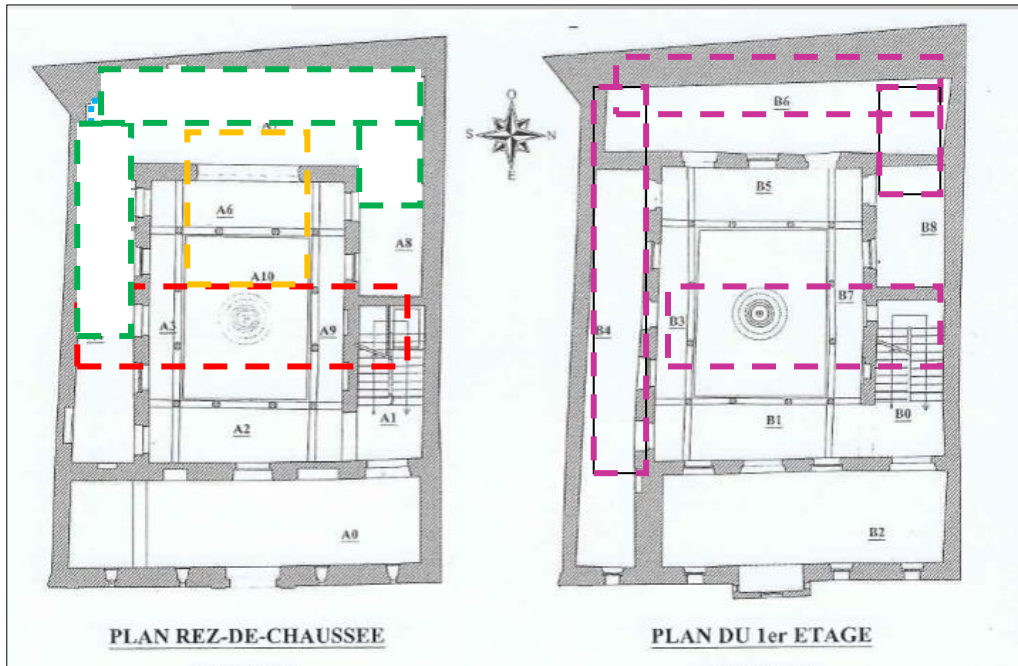 A6
A8
A10
A3
A9
A1
A2
A0
PLAN REZ-DE-CHAUSSEE
O
S
N
E
B6
B5
B8
B7
B4
B3
B0
B1
B2
PLAN DU 1er ETAGE